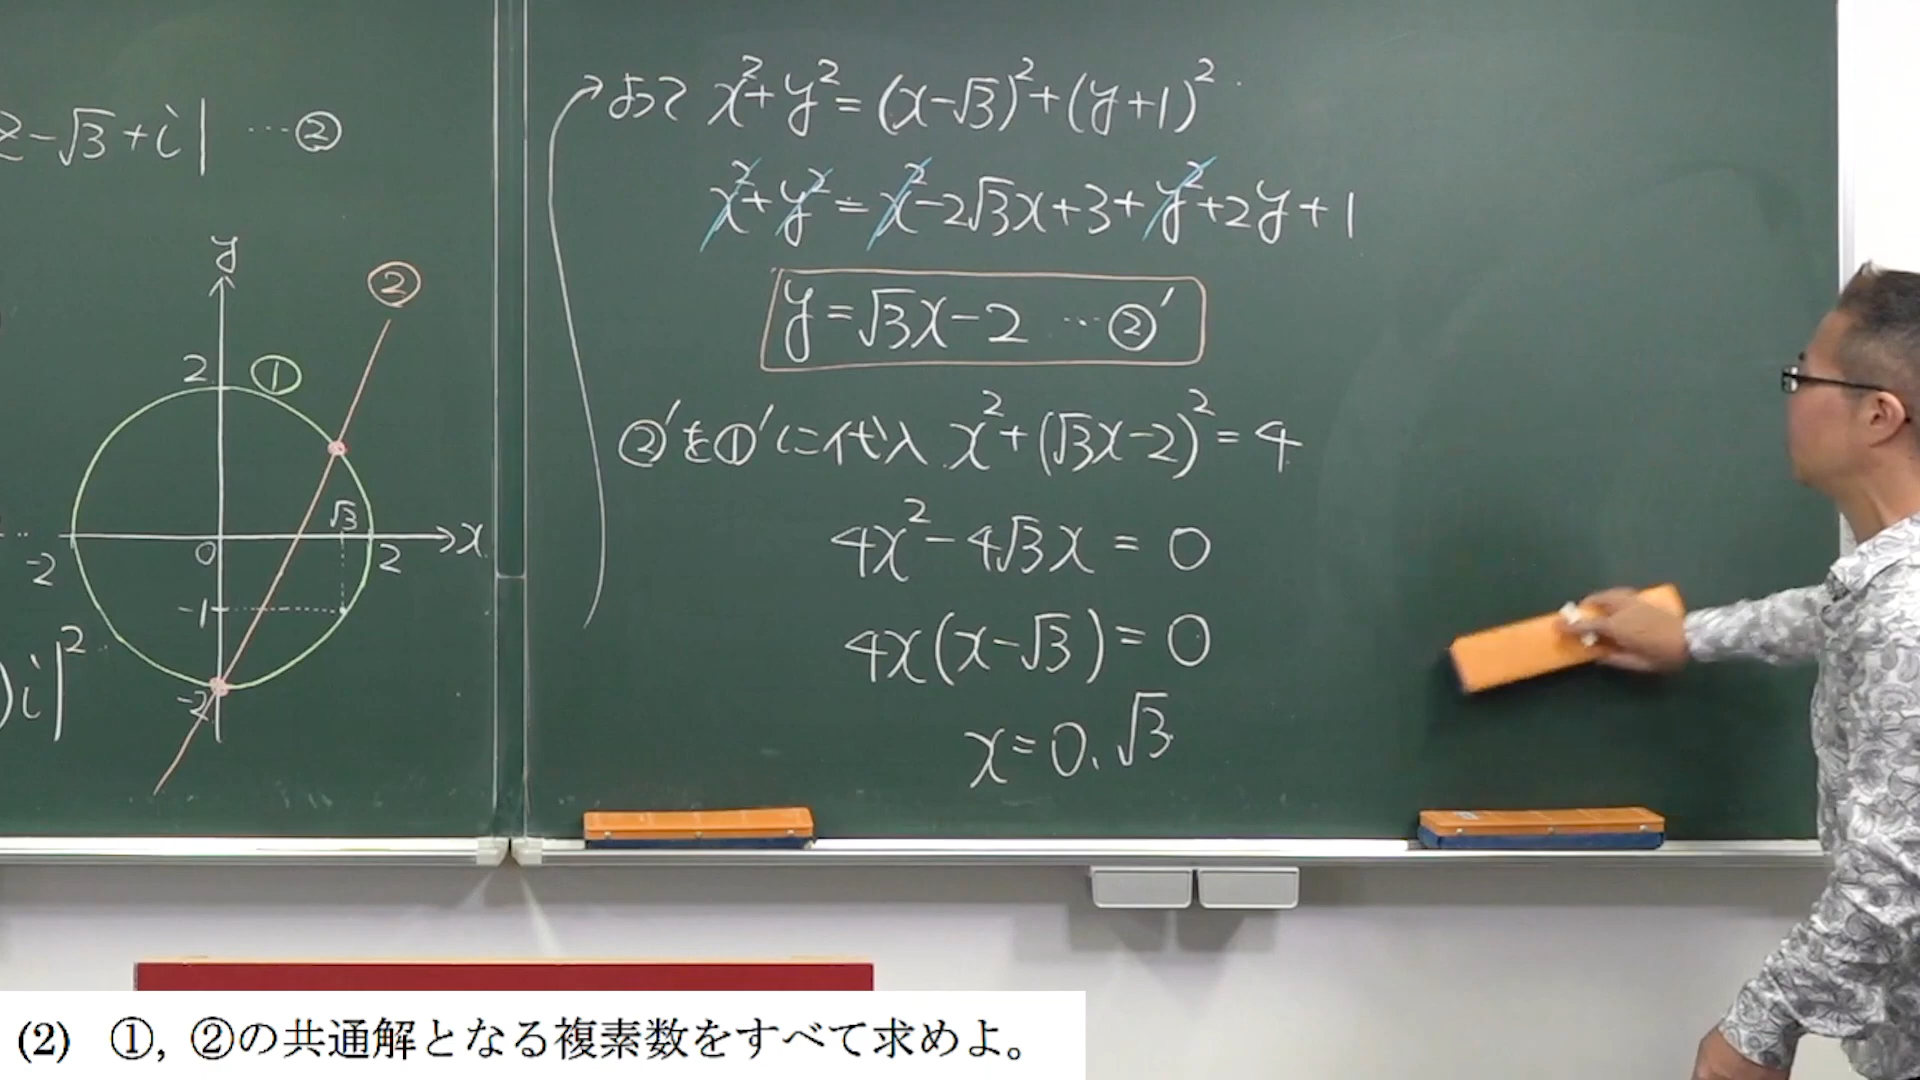 z-√3+i| …②
y
②
2
①
√3
-2 0 2 x
-1
-2
)i|²
よって x²+y²=(x-√3)²+(y+1)²
x²+y²=x²-2√3x+3+y²+2y+1
y=√3x-2 …②′
②′を①′に代入 x²+(√3x-2)²=4
4x²-4√3x=0
4x(x-√3)=0
x=0、√3
(2) ①, ②の共通解となる複素数をすべて求めよ。